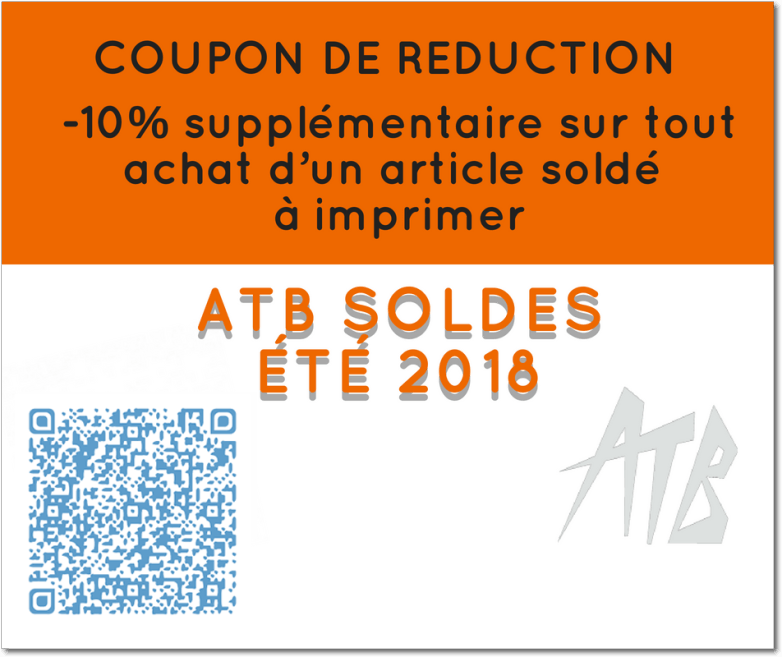 COUPON DE REDUCTION
-10% supplémentaire sur tout
achat d'un article soldé
à imprimer
ATB SOLDES
ÉTÉ 2018
ATB